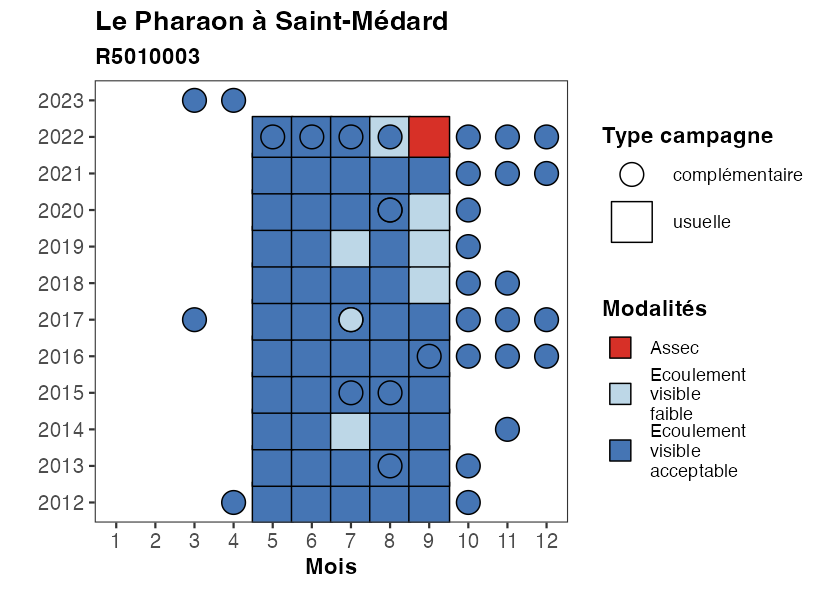 Le Pharaon à Saint-Médard
R5010003
2023
2022
2021
2020
2019
2018
2017
2016
2015
2014
2013
2012
1 2 3 4 5 6 7 8 9 10 11 12
Mois
Type campagne
complémentaire
usuelle
Modalités
Assec
Ecoulement
visible
faible
Ecoulement
visible
acceptable